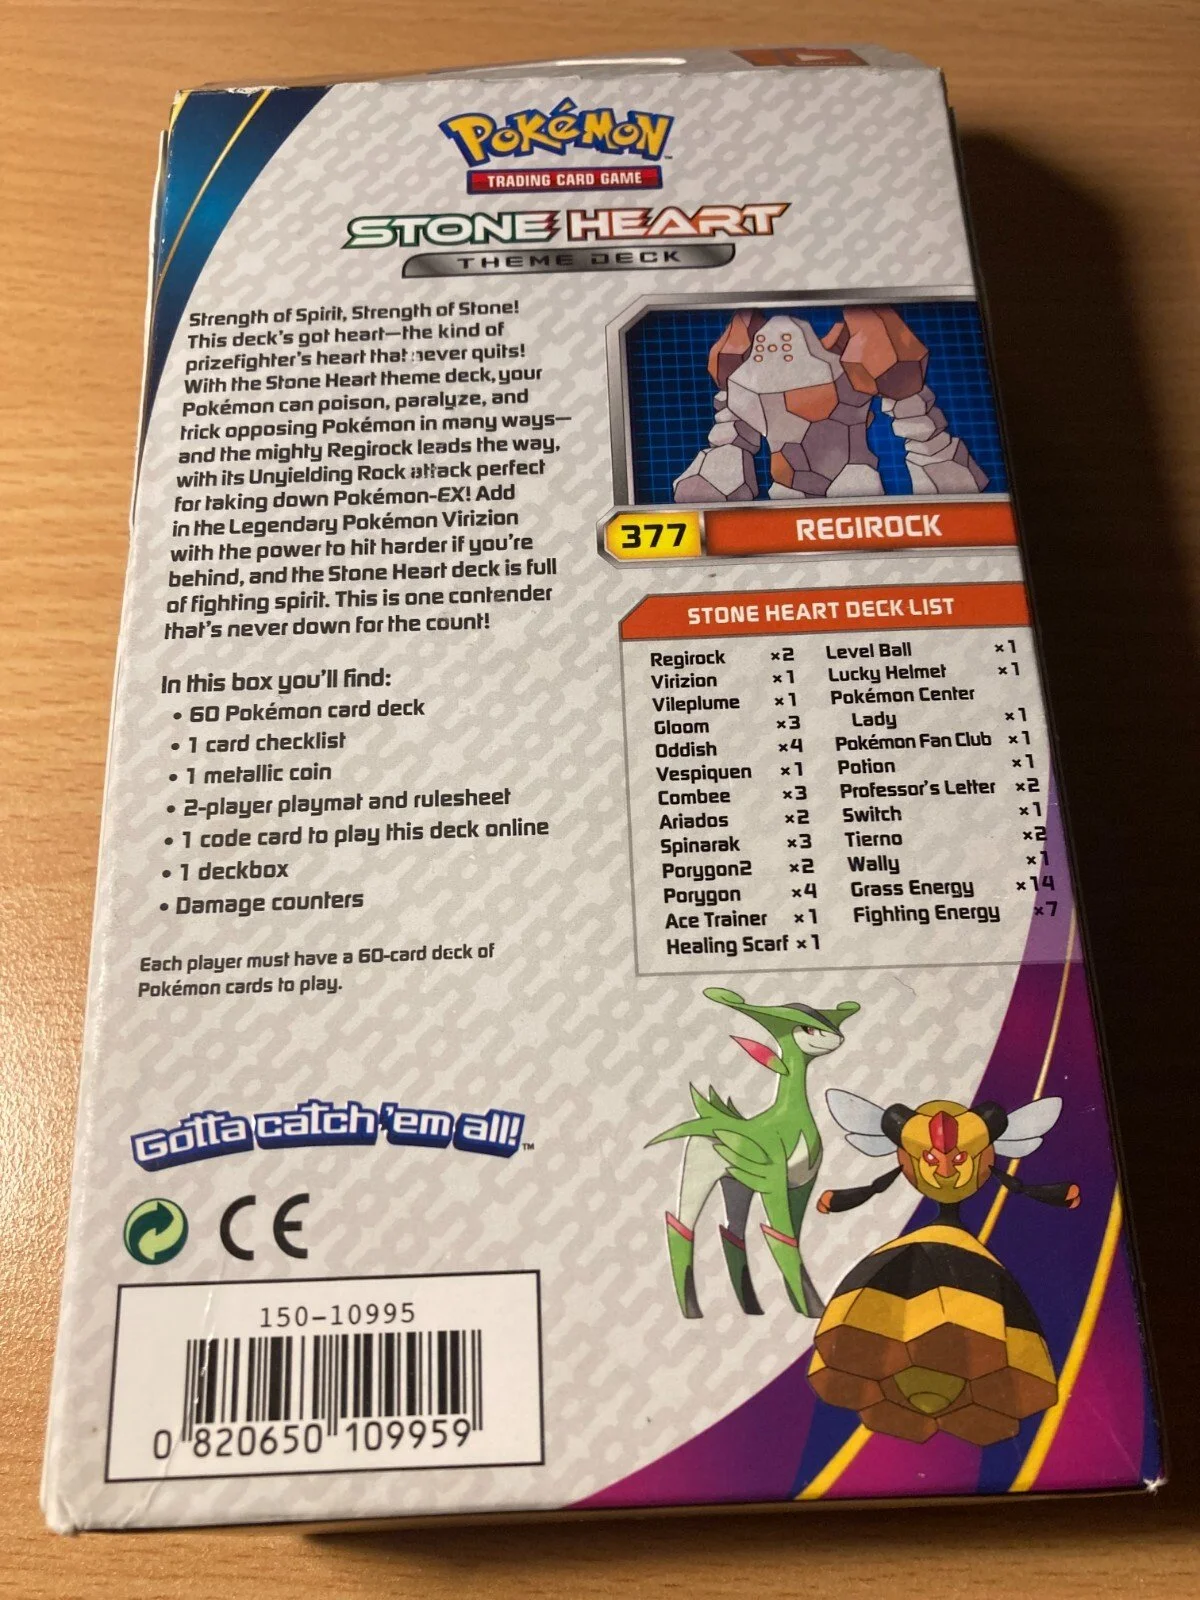 POKéMON
TRADING CARD GAME
STONE HEART
THEME DECK
Strength of Spirit, Strength of Stone!
This deck's got heart—the kind of
prizefighter's heart that never quits!
With the Stone Heart theme deck, your
Pokémon can poison, paralyze, and
trick opposing Pokémon in many ways—
and the mighty Regirock leads the way,
with its Unyielding Rock attack perfect
for taking down Pokémon-EX! Add
in the Legendary Pokémon Virizion
with the power to hit harder if you're
behind, and the Stone Heart deck is full
of fighting spirit. This is one contender
that's never down for the count!
In this box you'll find:
• 60 Pokémon card deck
• 1 card checklist
• 1 metallic coin
• 2-player playmat and rulesheet
• 1 code card to play this deck online
• 1 deckbox
• Damage counters
Each player must have a 60-card deck of
Pokémon cards to play.
377 REGIROCK
STONE HEART DECK LIST
Regirock ×2
Virizion ×1
Vileplume ×1
Gloom ×3
Oddish ×4
Vespiquen ×1
Combee ×3
Ariados ×2
Spinarak ×3
Porygon2 ×2
Porygon ×4
Ace Trainer ×1
Healing Scarf ×1
Level Ball ×1
Lucky Helmet ×1
Pokémon Center
Lady ×1
Pokémon Fan Club ×1
Potion ×1
Professor's Letter ×2
Switch ×1
Tierno ×2
Wally ×1
Grass Energy ×14
Fighting Energy ×7
Gotta catch 'em all!™
CE
150-10995
0 820650 109959